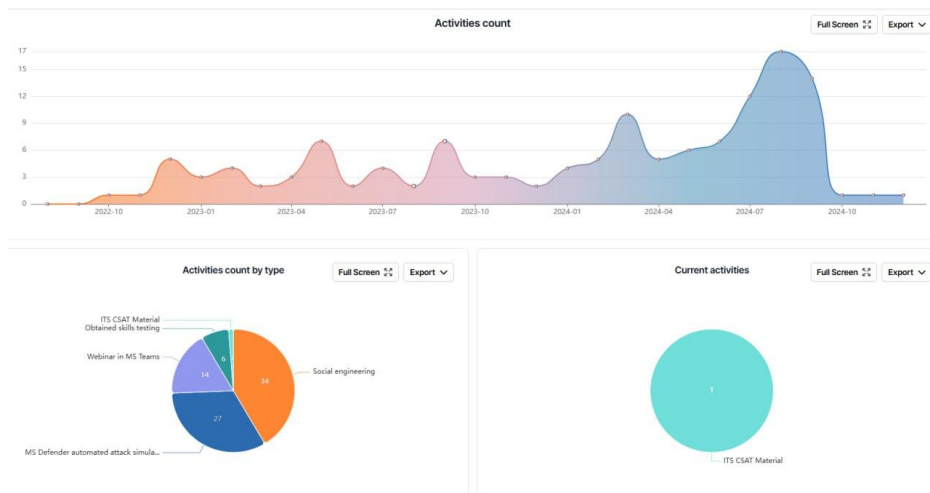 Activities count
Full Screen
Export
17
15
12
9
6
3
0
2022-10
2023-01
2023-04
2023-07
2023-10
2024-01
2024-04
2024-07
2024-10
Activities count by type
Full Screen
Export
ITS CSAT Material
Obtained skills testing
Webinar in MS Teams
Social engineering
MS Defender automated attack simula...
6
14
34
27
Current activities
Full Screen
Export
1
ITS CSAT Material